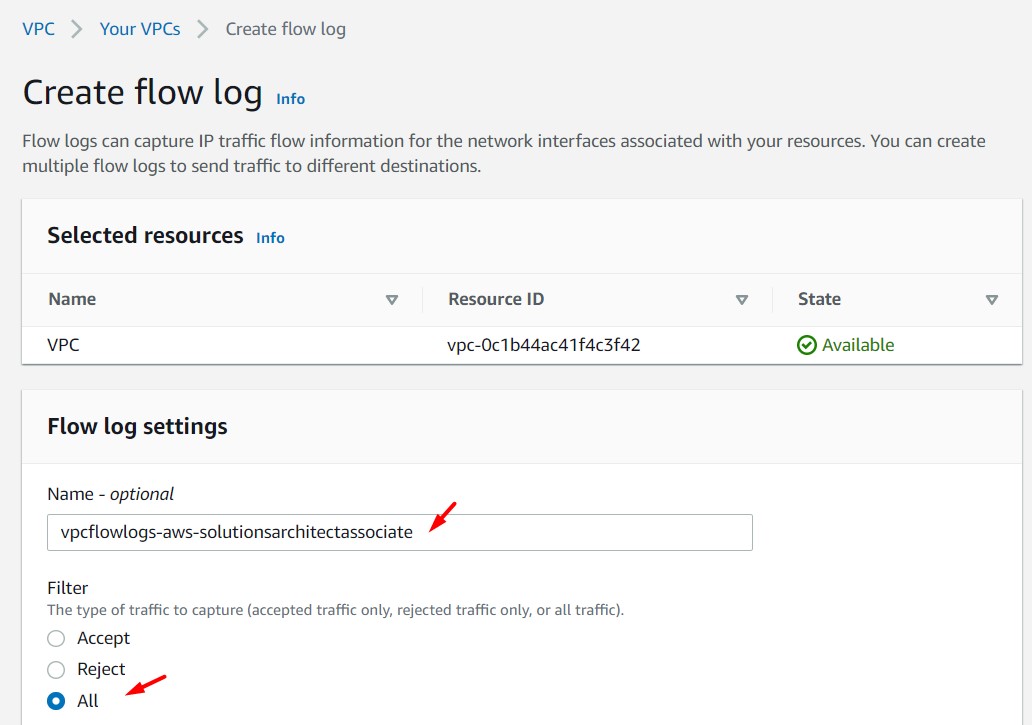 VPC > Your VPCs > Create flow log
Create flow log Info
Flow logs can capture IP traffic flow information for the network interfaces associated with your resources. You can create
multiple flow logs to send traffic to different destinations.
Selected resources Info
Name Resource ID State
VPC vpc-0c1b44ac41f4c3f42 Available
Flow log settings
Name - optional
vpcflowlogs-aws-solutionsarchitectassociate
Filter
The type of traffic to capture (accepted traffic only, rejected traffic only, or all traffic).
Accept
Reject
All